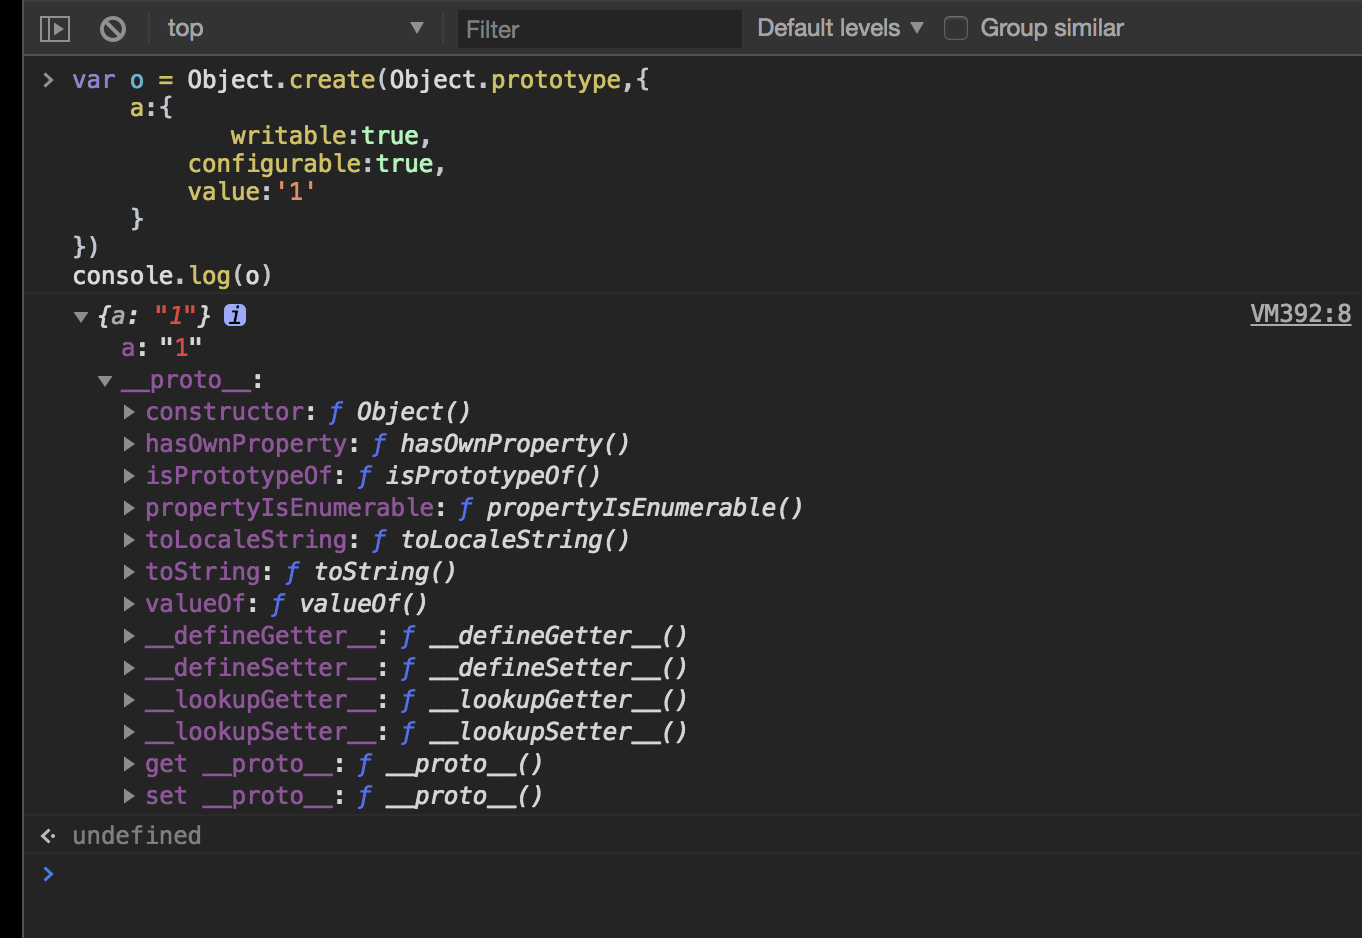 top Filter Default levels Group similar
var o = Object.create(Object.prototype,{
a:{
writable:true,
configurable:true,
value:'1'
}
})
console.log(o)
{a: "1"} i VM392:8
a: "1"
__proto__:
constructor: ƒ Object()
hasOwnProperty: ƒ hasOwnProperty()
isPrototypeOf: ƒ isPrototypeOf()
propertyIsEnumerable: ƒ propertyIsEnumerable()
toLocaleString: ƒ toLocaleString()
toString: ƒ toString()
valueOf: ƒ valueOf()
__defineGetter__: ƒ __defineGetter__()
__defineSetter__: ƒ __defineSetter__()
__lookupGetter__: ƒ __lookupGetter__()
__lookupSetter__: ƒ __lookupSetter__()
get __proto__: ƒ __proto__()
set __proto__: ƒ __proto__()
undefined